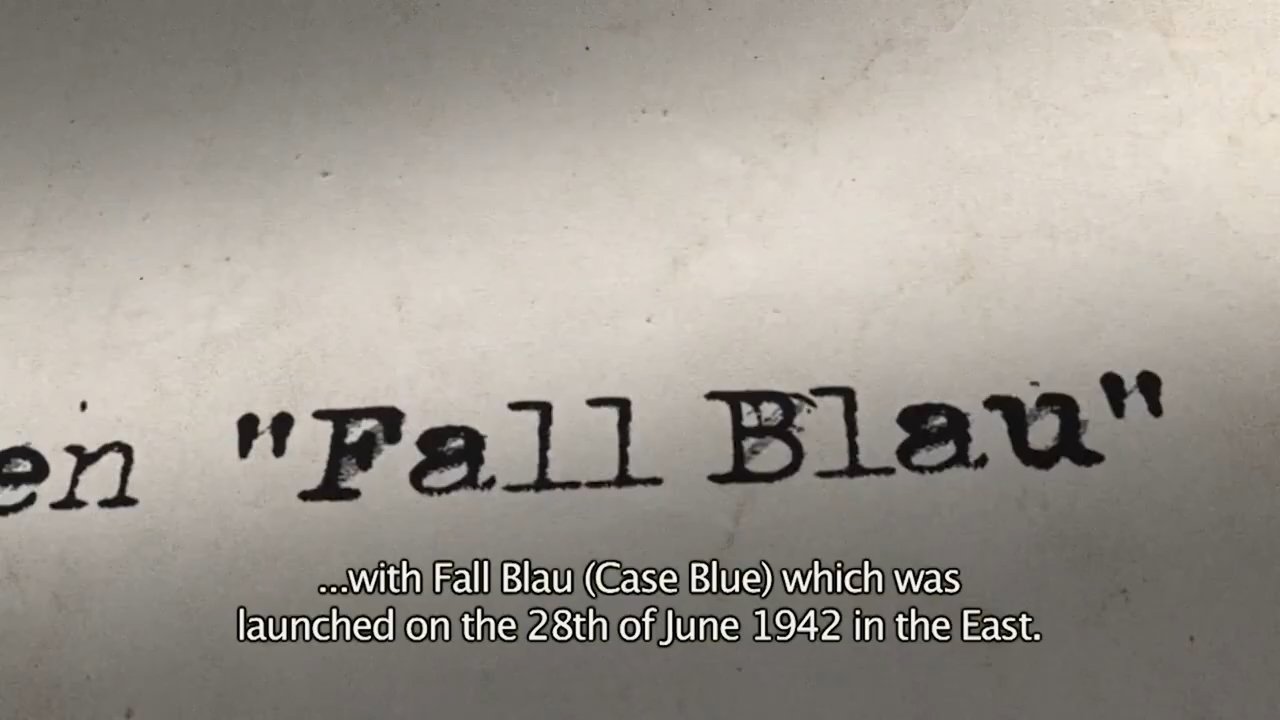 en "Fall Blau"
...with Fall Blau (Case Blue) which was
launched on the 28th of June 1942 in the East.